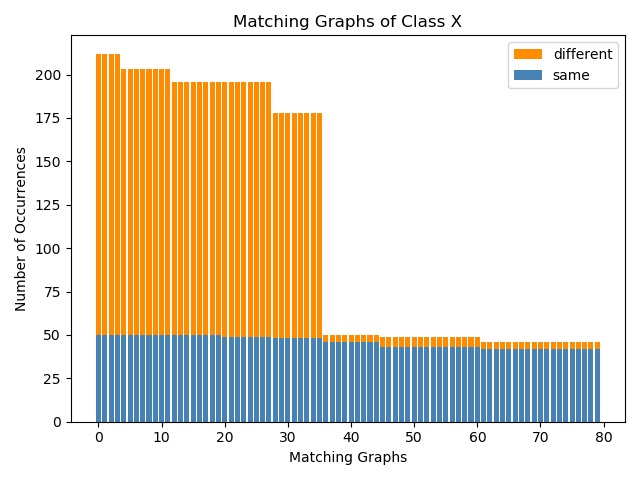 Matching Graphs of Class X
different
same
Number of Occurrences
200
175
150
125
100
75
50
25
0
0 10 20 30 40 50 60 70 80
Matching Graphs